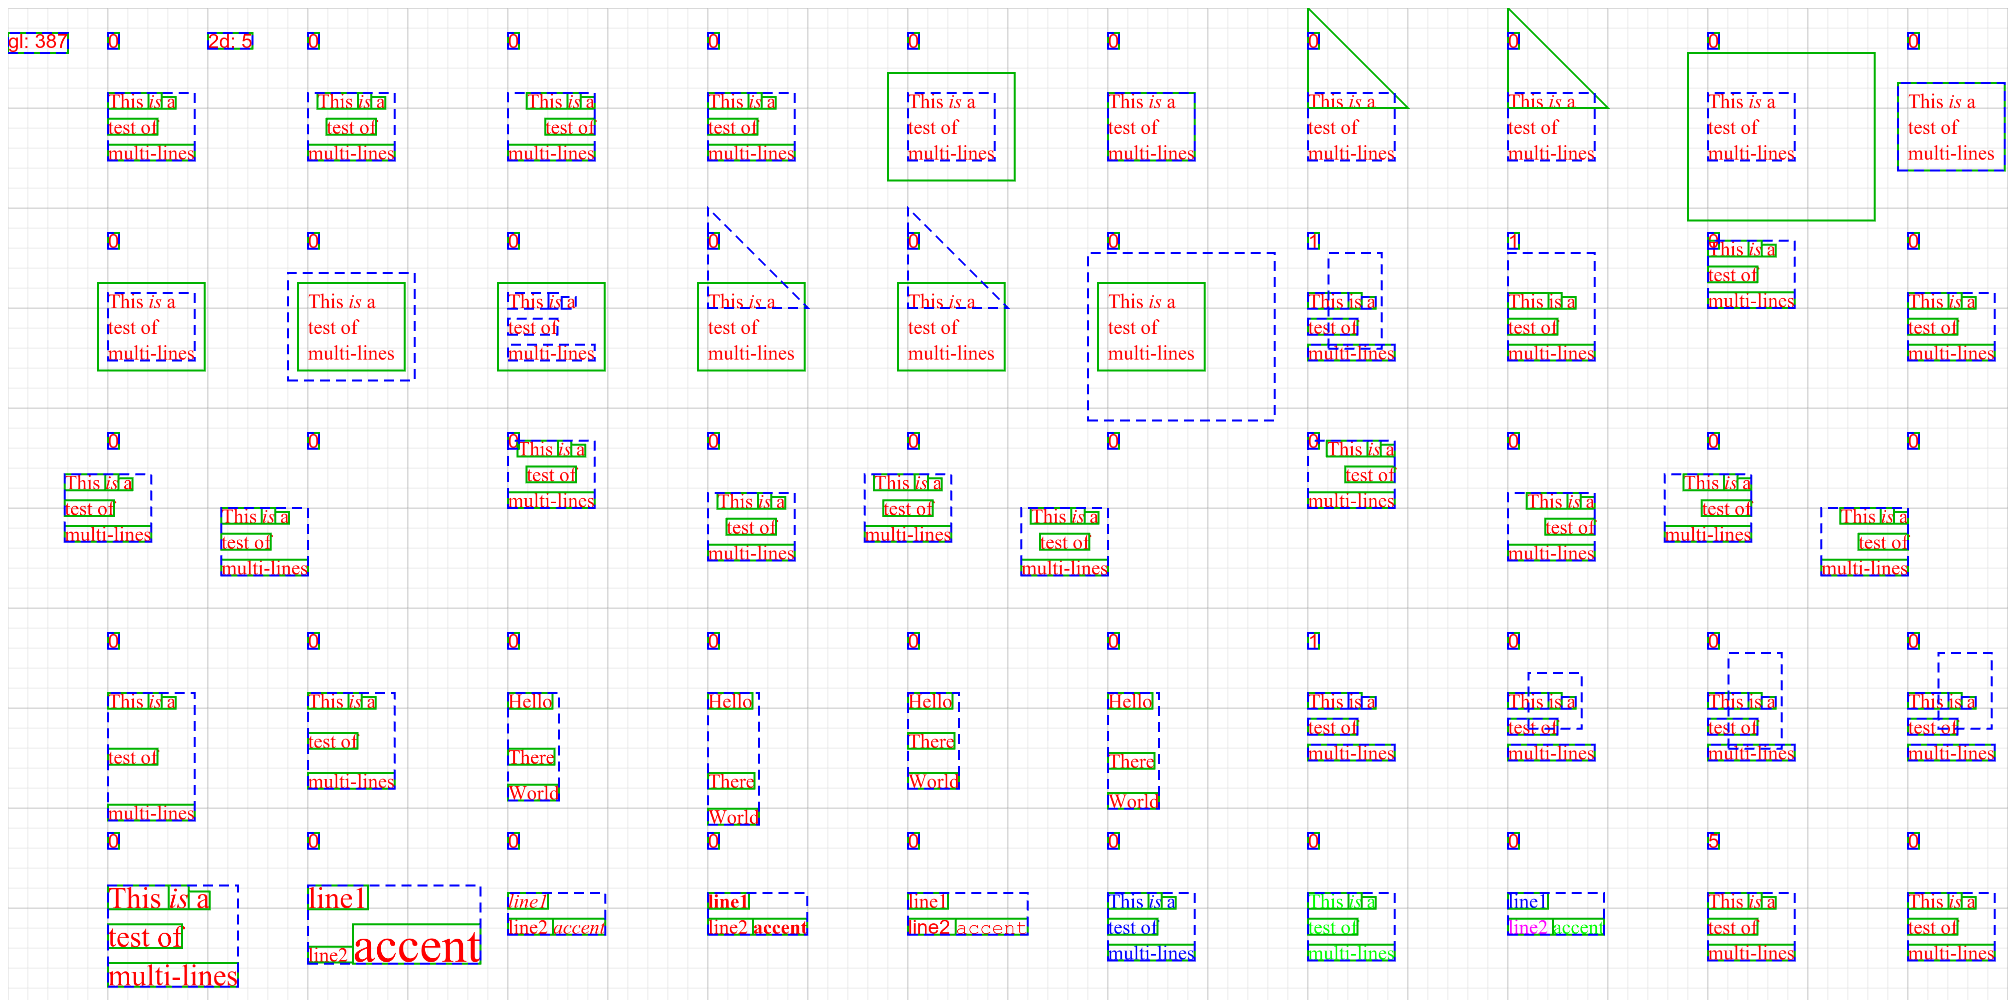 gl: 387 0 2d: 5 0 0 0 0 0 0 0 0 0
This is a
test of
multi-lines
This is a
test of
multi-lines
This is a
test of
multi-lines
This is a
test of
multi-lines
This is a
test of
multi-lines
This is a
test of
multi-lines
This is a
test of
multi-lines
This is a
test of
multi-lines
This is a
test of
multi-lines
This is a
test of
multi-lines
0 0 0 0 0 0 1 1 0 0
This is a
test of
multi-lines
This is a
test of
multi-lines
This is a
test of
multi-lines
This is a
test of
multi-lines
This is a
test of
multi-lines
This is a
test of
multi-lines
This is a
test of
multi-lines
This is a
test of
multi-lines
This is a
test of
multi-lines
This is a
test of
multi-lines
0 0 0 0 0 0 0 0 0 0
This is a
test of
multi-lines
This is a
test of
multi-lines
This is a
test of
multi-lines
This is a
test of
multi-lines
This is a
test of
multi-lines
This is a
test of
multi-lines
This is a
test of
multi-lines
This is a
test of
multi-lines
This is a
test of
multi-lines
This is a
test of
multi-lines
0 0 0 0 0 0 1 0 0 0
This is a
test of
multi-lines
This is a
test of
multi-lines
Hello
There
World
Hello
There
World
Hello
There
World
Hello
There
World
This is a
test of
multi-lines
This is a
test of
multi-lines
This is a
test of
multi-lines
This is a
test of
multi-lines
0 0 0 0 0 0 0 0 5 0
This is a
test of
multi-lines
line1
line2 accent
line1
line2 accent
line1
line2 accent
line1
line2 accent
This is a
test of
multi-lines
This is a
test of
multi-lines
line1
line2 accent
This is a
test of
multi-lines
This is a
test of
multi-lines